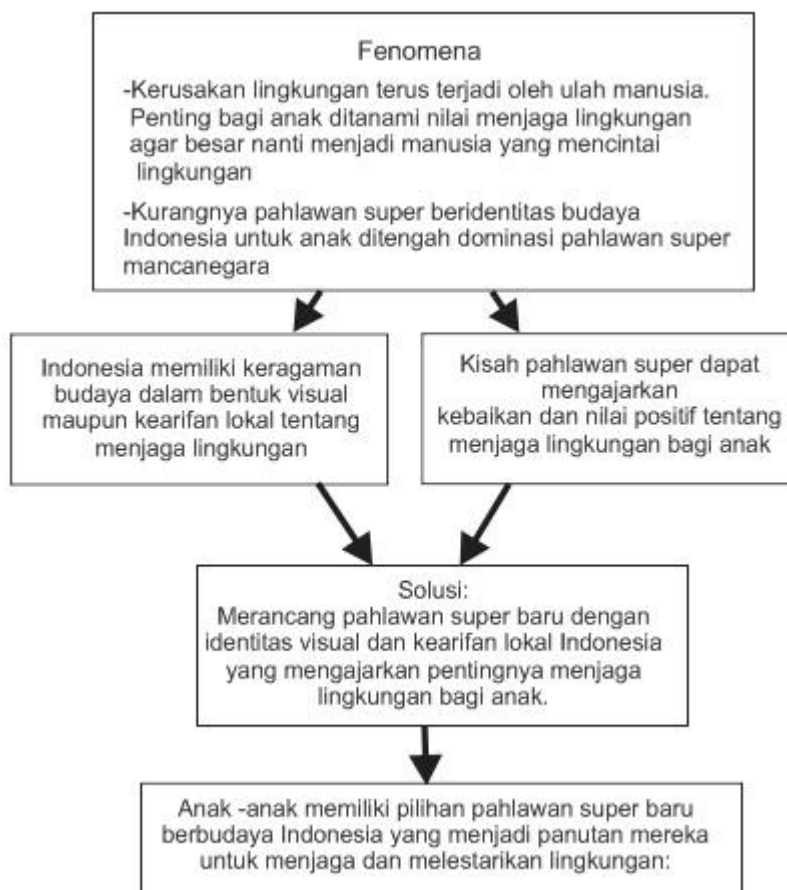 Fenomena
-Kerusakan lingkungan terus terjadi oleh ulah manusia.
Penting bagi anak ditanami nilai menjaga lingkungan
agar besar nanti menjadi manusia yang mencintai
lingkungan
-Kurangnya pahlawan super beridentitas budaya
Indonesia untuk anak ditengah dominasi pahlawan super
mancanegara
Indonesia memiliki keragaman
budaya dalam bentuk visual
maupun kearifan lokal tentang
menjaga lingkungan
Kisah pahlawan super dapat
mengajarkan
kebaikan dan nilai positif tentang
menjaga lingkungan bagi anak
Solusi:
Merancang pahlawan super baru dengan
identitas visual dan kearifan lokal Indonesia
yang mengajarkan pentingnya menjaga
lingkungan bagi anak.
Anak -anak memiliki pilihan pahlawan super baru
berbudaya Indonesia yang menjadi panutan mereka
untuk menjaga dan melestarikan lingkungan: